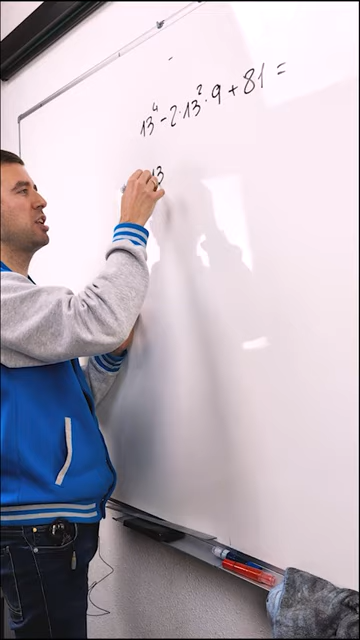 13⁴ - 2·13²·9 + 81 =
13